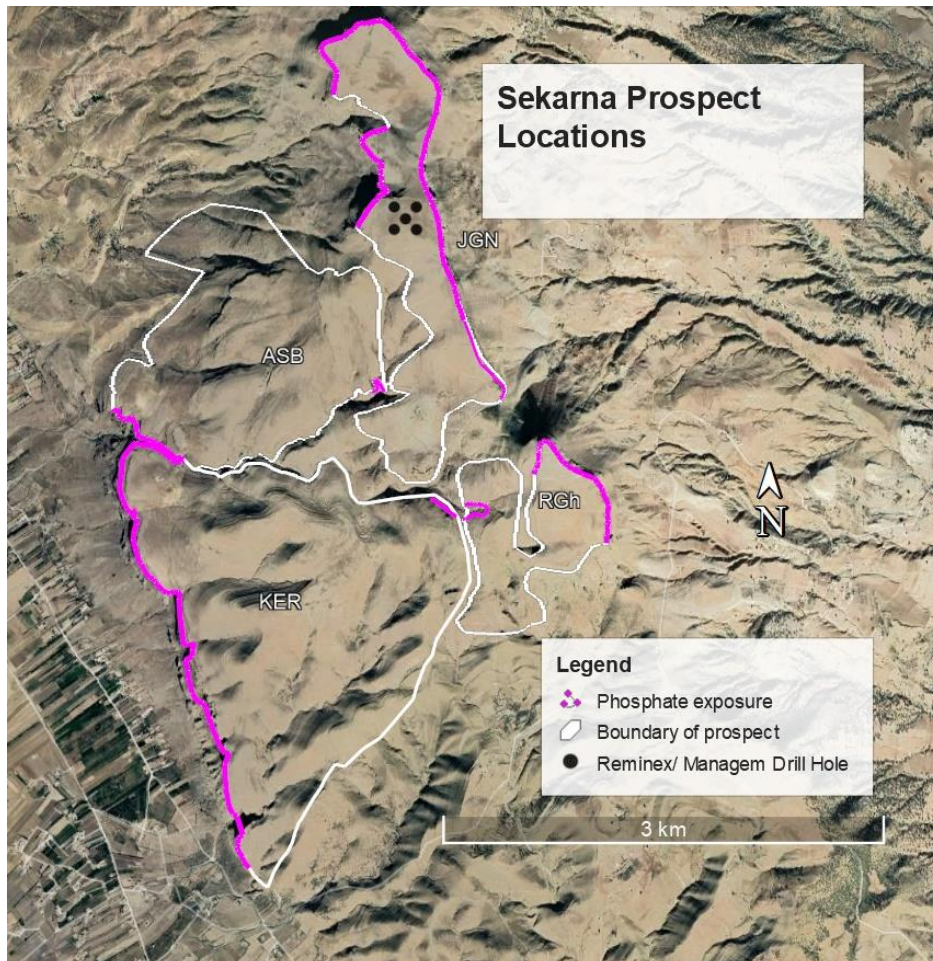 Sekarna Prospect
Locations
JGN
ASB
RGh
KER
N
Legend
Phosphate exposure
Boundary of prospect
Reminex/ Managem Drill Hole
3 km